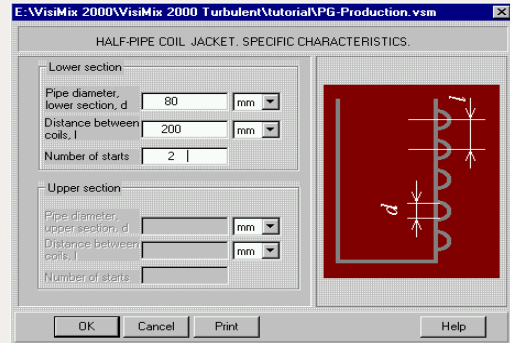 E:\VisiMix 2000\VisiMix 2000 Turbulent\tutorial\PG-Production.vsm
HALF-PIPE COIL JACKET. SPECIFIC CHARACTERISTICS.
Lower section
Pipe diameter,
lower section, d 80 mm
Distance between
coils, l 200 mm
Number of starts 2
Upper section
Pipe diameter,
upper section, d mm
Distance between
coils, l mm
Number of starts
l
d
OK Cancel Print Help